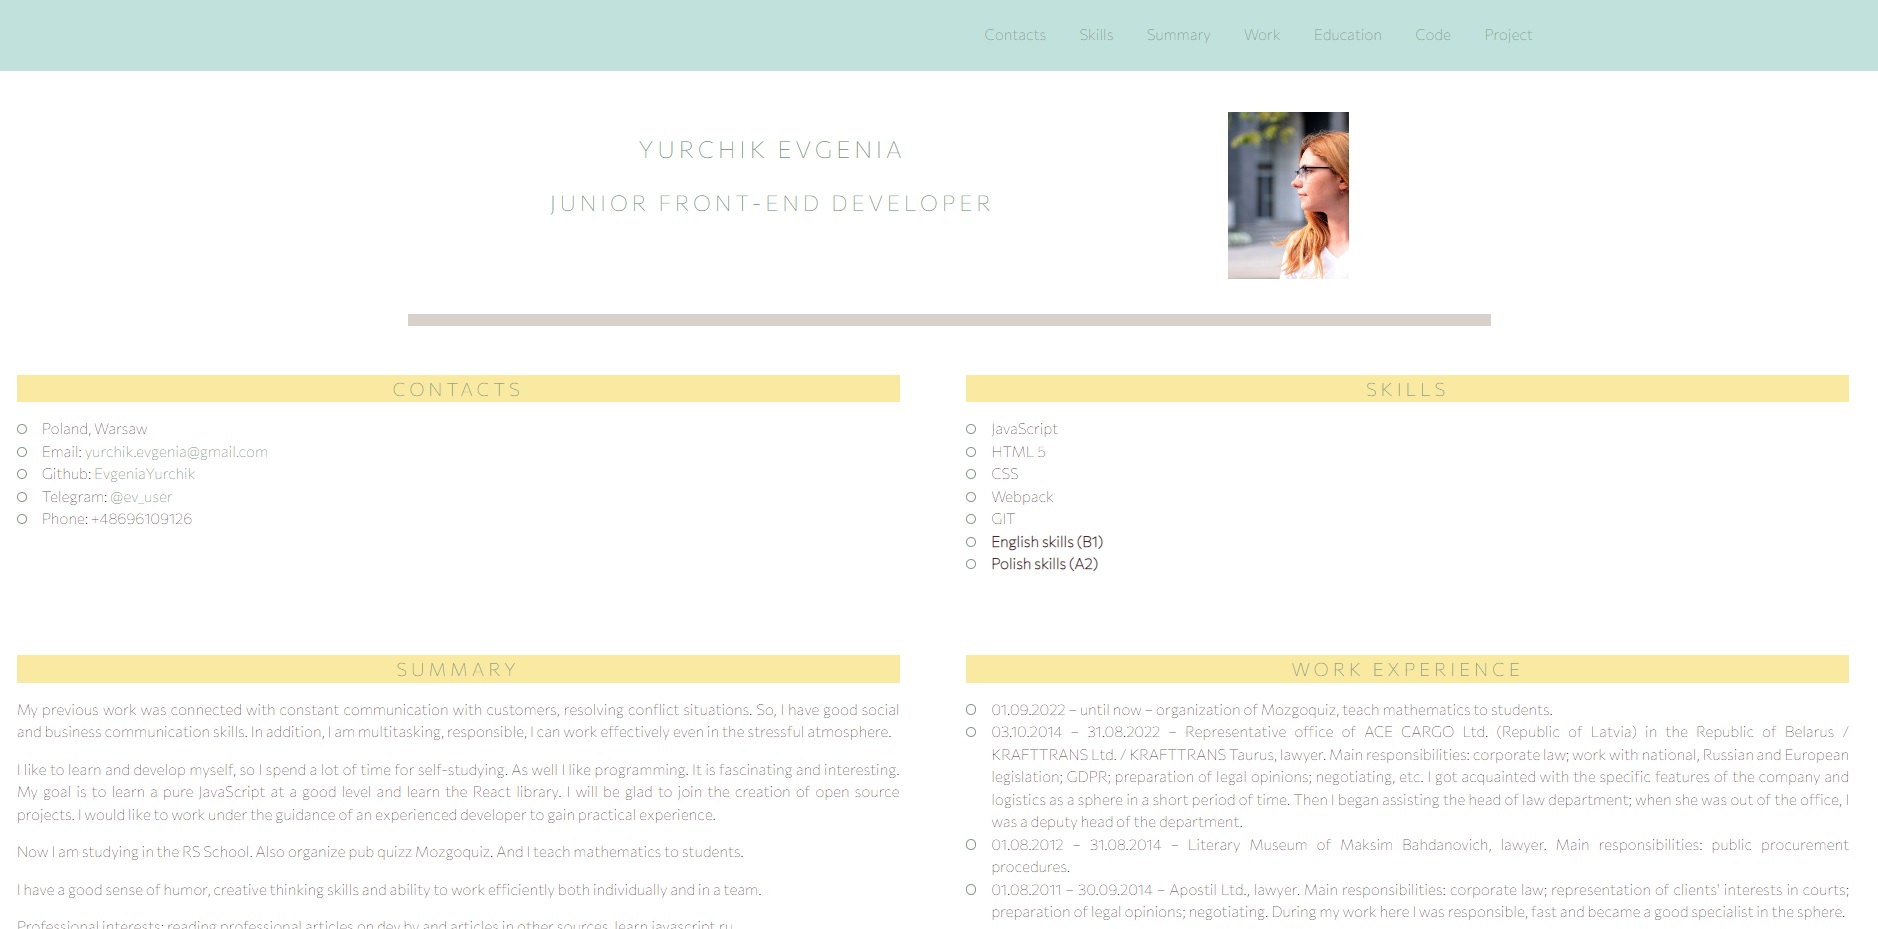 Contacts Skills Summary Work Education Code Project
YURCHIK EVGENIA
JUNIOR FRONT-END DEVELOPER
CONTACTS
Poland, Warsaw
Email: yurchik.evgenia@gmail.com
Github: EvgeniaYurchik
Telegram: @ev_user
Phone: +48696109126
SKILLS
JavaScript
HTML 5
CSS
Webpack
GIT
English skills (B1)
Polish skills (A2)
SUMMARY
My previous work was connected with constant communication with customers, resolving conflict situations. So, I have good social
and business communication skills. In addition, I am multitasking, responsible, I can work effectively even in the stressful atmosphere.
I like to learn and develop myself, so I spend a lot of time for self-studying. As well I like programming. It is fascinating and interesting.
My goal is to learn a pure JavaScript at a good level and learn the React library. I will be glad to join the creation of open source
projects. I would like to work under the guidance of an experienced developer to gain practical experience.
Now I am studying in the RS School. Also organize pub quizz Mozgoquiz. And I teach mathematics to students.
I have a good sense of humor, creative thinking skills and ability to work efficiently both individually and in a team.
Professional interests: reading professional articles on dev.by and articles in other sources, learn.javascript.ru
WORK EXPERIENCE
01.09.2022 – until now – organization of Mozgoquiz, teach mathematics to students.
03.10.2014 – 31.08.2022 – Representative office of ACE CARGO Ltd. (Republic of Latvia) in the Republic of Belarus /
KRAFTTRANS Ltd. / KRAFTTRANS Taurus, lawyer. Main responsibilities: corporate law; work with national, Russian and European
legislation; GDPR; preparation of legal opinions; negotiating, etc. I got acquainted with the specific features of the company and
logistics as a sphere in a short period of time. Then I began assisting the head of law department; when she was out of the office, I
was a deputy head of the department.
01.08.2012 – 31.08.2014 – Literary Museum of Maksim Bahdanovich, lawyer. Main responsibilities: public procurement
procedures.
01.08.2011 – 30.09.2014 – Apostil Ltd., lawyer. Main responsibilities: corporate law; representation of clients' interests in courts;
preparation of legal opinions; negotiating. During my work here I was responsible, fast and became a good specialist in the sphere.